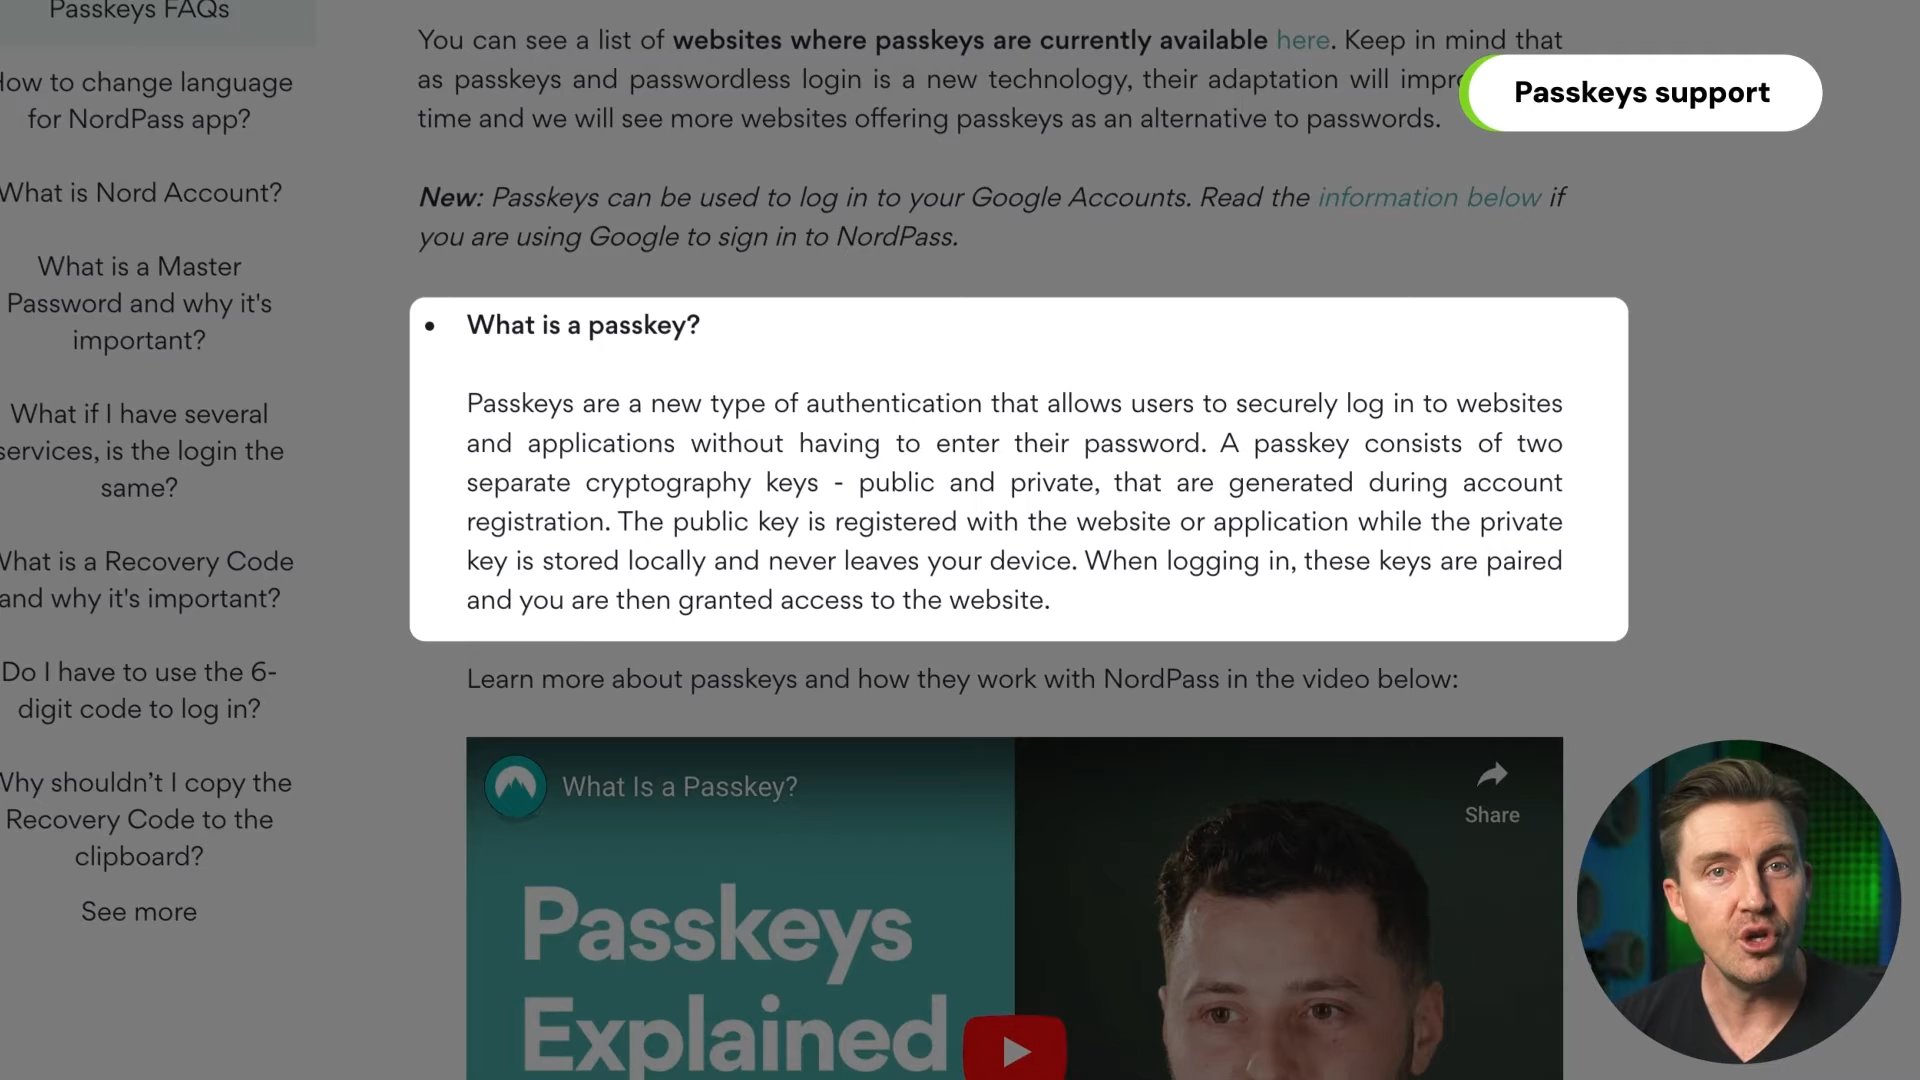 Passkeys FAQs
How to change language
for NordPass app?
What is Nord Account?
What is a Master
Password and why it's
important?
What if I have several
services, is the login the
same?
What is a Recovery Code
and why it's important?
Do I have to use the 6-
digit code to log in?
Why shouldn’t I copy the
Recovery Code to the
clipboard?
See more
You can see a list of websites where passkeys are currently available here. Keep in mind that
as passkeys and passwordless login is a new technology, their adaptation will
time and we will see more websites offering passkeys as an alternative to passwords.
Passkeys support
New: Passkeys can be used to log in to your Google Accounts. Read the information below if
you are using Google to sign in to NordPass.
• What is a passkey?
Passkeys are a new type of authentication that allows users to securely log in to websites
and applications without having to enter their password. A passkey consists of two
separate cryptography keys - public and private, that are generated during account
registration. The public key is registered with the website or application while the private
key is stored locally and never leaves your device. When logging in, these keys are paired
and you are then granted access to the website.
Learn more about passkeys and how they work with NordPass in the video below:
What Is a Passkey?
Share
Passkeys
Explained